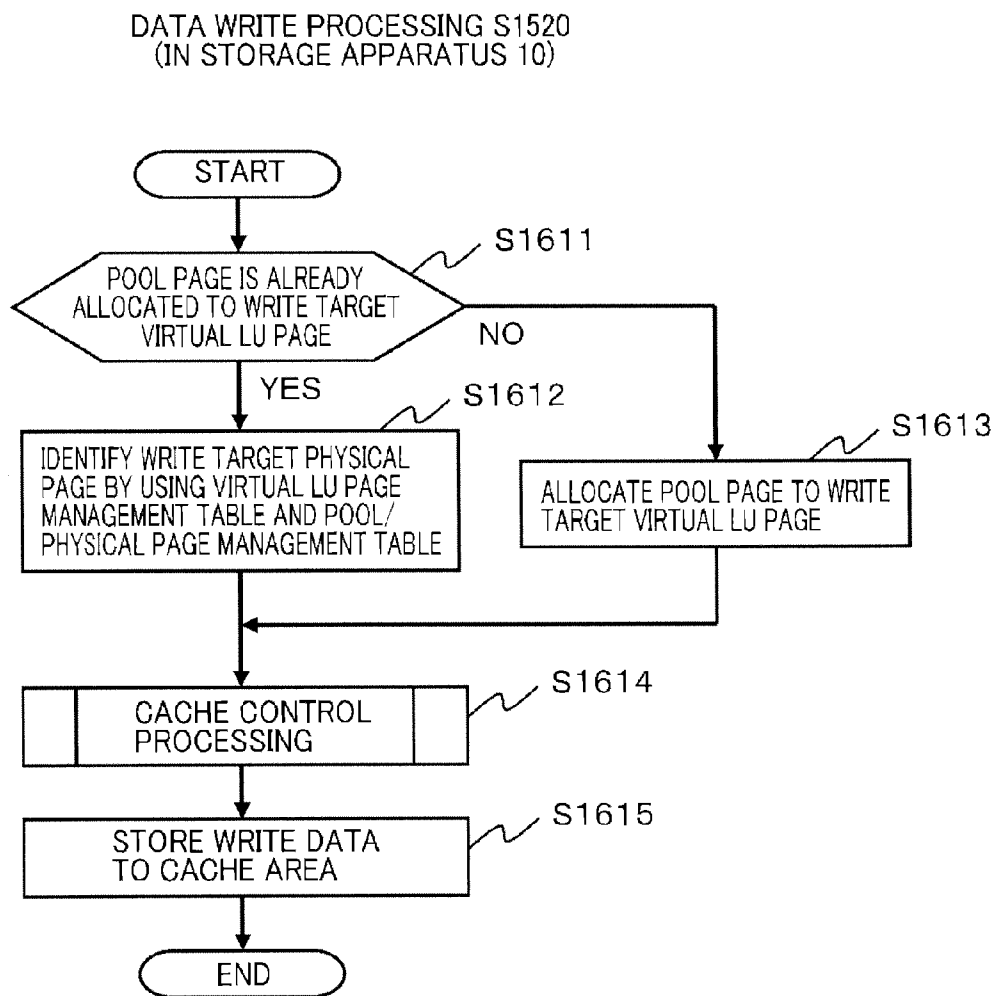 DATA WRITE PROCESSING S1520
(IN STORAGE APPARATUS 10)
START
S1611
POOL PAGE IS ALREADY
ALLOCATED TO WRITE TARGET
VIRTUAL LU PAGE
NO
YES
S1612
IDENTIFY WRITE TARGET PHYSICAL
PAGE BY USING VIRTUAL LU PAGE
MANAGEMENT TABLE AND POOL/
PHYSICAL PAGE MANAGEMENT TABLE
S1613
ALLOCATE POOL PAGE TO WRITE
TARGET VIRTUAL LU PAGE
S1614
CACHE CONTROL
PROCESSING
S1615
STORE WRITE DATA
TO CACHE AREA
END